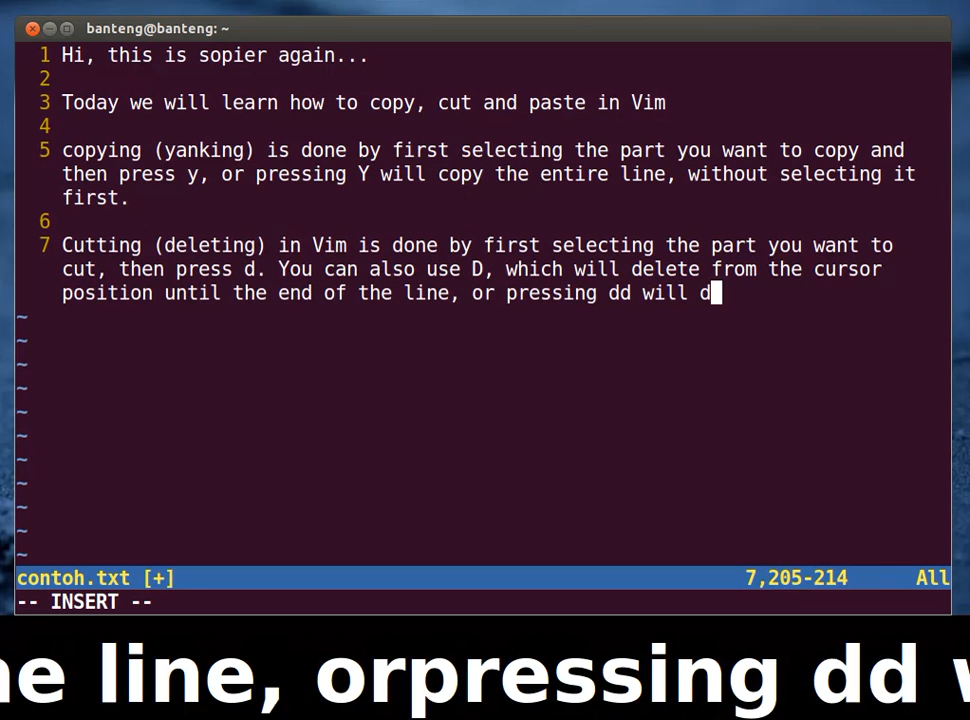 banteng@banteng: ~
1 Hi, this is sopier again...
2
3 Today we will learn how to copy, cut and paste in Vim
4
5 copying (yanking) is done by first selecting the part you want to copy and
then press y, or pressing Y will copy the entire line, without selecting it
first.
6
7 Cutting (deleting) in Vim is done by first selecting the part you want to
cut, then press d. You can also use D, which will delete from the cursor
position until the end of the line, or pressing dd will d
~
~
~
~
~
~
~
~
~
~
~
contoh.txt [+] 7,205-214 All
-- INSERT --
he line, orpressing dd w